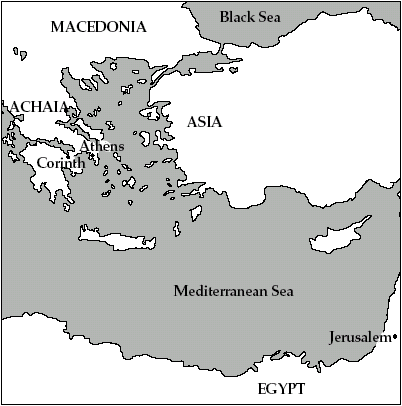 Black Sea
MACEDONIA
ACHAIA
ASIA
Athens
Corinth
Mediterranean Sea
Jerusalem
EGYPT